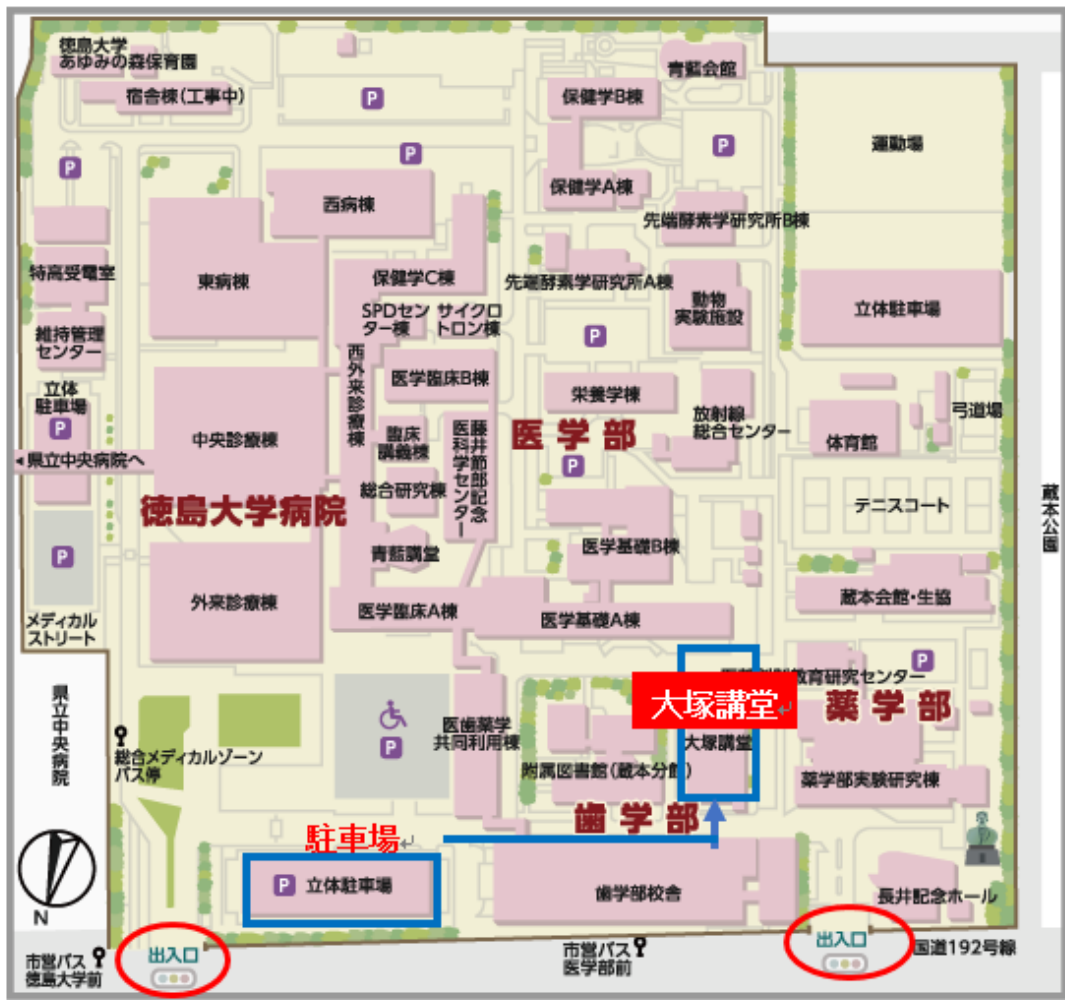 徳島大学
あゆみの森保育園
宿舎棟(工事中)
P
P
P
P
青藍会館
保健学B棟
運動場
保健学A棟
西病棟
先端酵素学研究所B棟
特高受電室
東病棟
保健学C棟
先端酵素学研究所A棟
動物
実験施設
立体駐車場
SPDセン
ター棟
サイクロ
トロン棟
維持管理
センター
P
西外来診療棟
医学臨床B棟
立体
駐車場
P
栄養学棟
放射線
総合センター
弓道場
中央診療棟
臨床
講義棟
藤井節郎記念
医科学センター
医学部
P
体育館
◀県立中央病院へ
総合研究棟
徳島大学病院
テニスコート
蔵本公園
P
青藍講堂
医学基礎B棟
外来診療棟
医学臨床A棟
医学基礎A棟
蔵本会館・生協
メディカル
ストリート
教育研究センター
P
県立中央病院
大塚講堂
薬学部
P
医歯薬学
共同利用棟
大塚講堂
総合メディカルゾーン
バス停
附属図書館(蔵本分館)
薬学部実験研究棟
歯学部
駐車場
P
立体駐車場
歯学部校舎
長井記念ホール
N
出入口
出入口
市営バス
徳島大学前
市営バス
医学部前
国道192号線